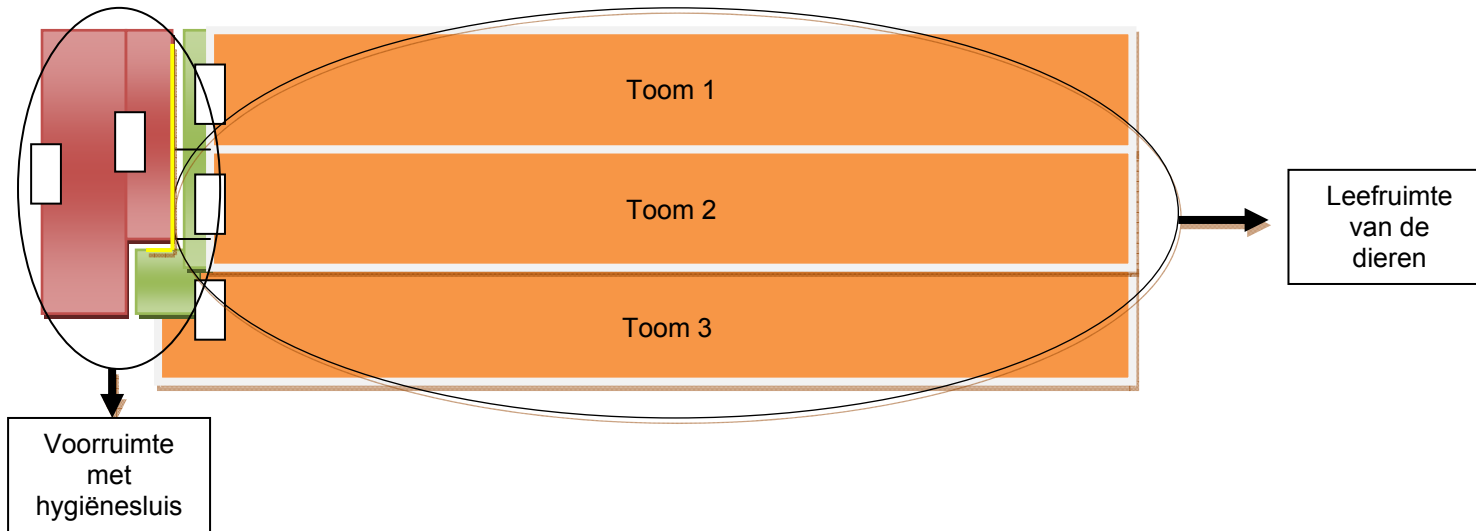 Toom 1
Toom 2
Toom 3
Leefruimte
van de
dieren
Voorruimte
met
hygiënesluis